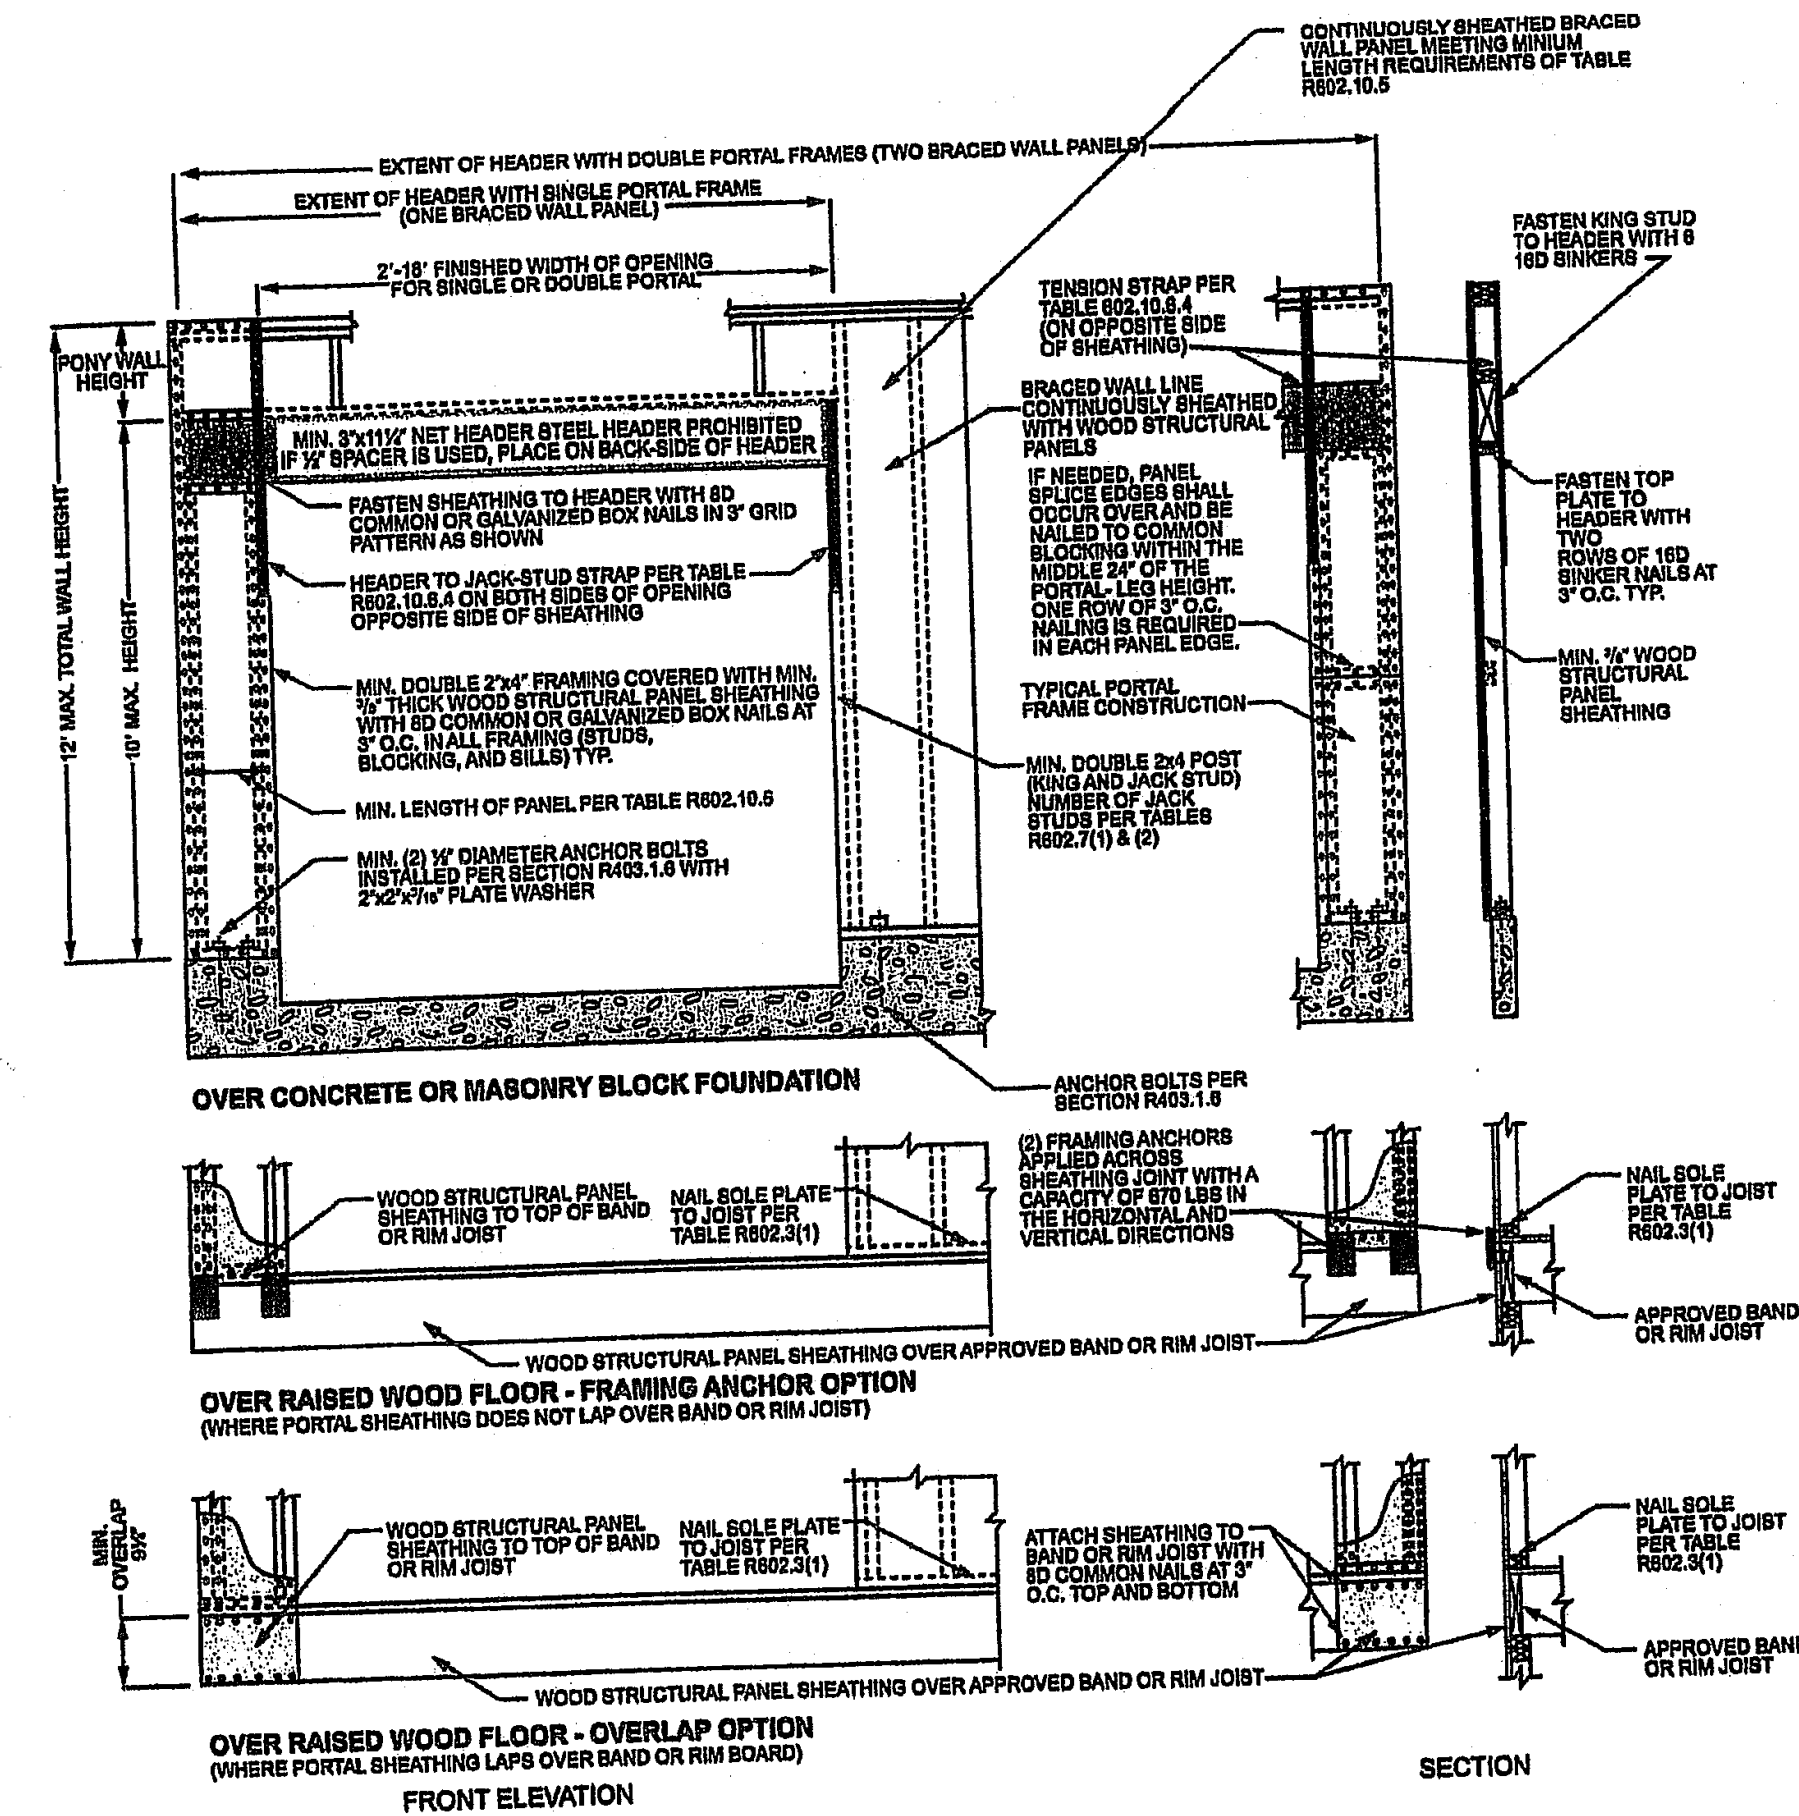 CONTINUOUSLY SHEATHED BRACED
WALL PANEL MEETING MINIUM
LENGTH REQUIREMENTS OF TABLE
R602.10.5
EXTENT OF HEADER WITH DOUBLE PORTAL FRAMES (TWO BRACED WALL PANELS)
EXTENT OF HEADER WITH SINGLE PORTAL FRAME
(ONE BRACED WALL PANEL)
2'-18' FINISHED WIDTH OF OPENING
FOR SINGLE OR DOUBLE PORTAL
FASTEN KING STUD
TO HEADER WITH 6
16D SINKERS
TENSION STRAP PER
TABLE 602.10.6.4
(ON OPPOSITE SIDE
OF SHEATHING)
PONY WALL
HEIGHT
12' MAX. TOTAL WALL HEIGHT
10' MAX. HEIGHT
MIN. 3"x11¼" NET HEADER STEEL HEADER PROHIBITED
IF ½" SPACER IS USED, PLACE ON BACK-SIDE OF HEADER
BRACED WALL LINE
CONTINUOUSLY SHEATHED
WITH WOOD STRUCTURAL
PANELS
FASTEN SHEATHING TO HEADER WITH 8D
COMMON OR GALVANIZED BOX NAILS IN 3" GRID
PATTERN AS SHOWN
HEADER TO JACK-STUD STRAP PER TABLE
R602.10.6.4 ON BOTH SIDES OF OPENING
OPPOSITE SIDE OF SHEATHING
IF NEEDED, PANEL
SPLICE EDGES SHALL
OCCUR OVER AND BE
NAILED TO COMMON
BLOCKING WITHIN THE
MIDDLE 24" OF THE
PORTAL- LEG HEIGHT.
ONE ROW OF 3" O.C.
NAILING IS REQUIRED
IN EACH PANEL EDGE.
FASTEN TOP
PLATE TO
HEADER WITH
TWO
ROWS OF 16D
SINKER NAILS AT
3" O.C. TYP.
MIN. DOUBLE 2"x4" FRAMING COVERED WITH MIN.
⅜" THICK WOOD STRUCTURAL PANEL SHEATHING
WITH 8D COMMON OR GALVANIZED BOX NAILS AT
3" O.C. IN ALL FRAMING (STUDS,
BLOCKING, AND SILLS) TYP.
TYPICAL PORTAL
FRAME CONSTRUCTION
MIN. ⅜" WOOD
STRUCTURAL
PANEL
SHEATHING
MIN. LENGTH OF PANEL PER TABLE R602.10.5
MIN. DOUBLE 2x4 POST
(KING AND JACK STUD)
NUMBER OF JACK
STUDS PER TABLES
R602.7(1) & (2)
MIN. (2) ½" DIAMETER ANCHOR BOLTS
INSTALLED PER SECTION R403.1.6 WITH
2"x2"x3/16" PLATE WASHER
OVER CONCRETE OR MASONRY BLOCK FOUNDATION
ANCHOR BOLTS PER
SECTION R403.1.6
WOOD STRUCTURAL PANEL
SHEATHING TO TOP OF BAND
OR RIM JOIST
NAIL SOLE PLATE
TO JOIST PER
TABLE R602.3(1)
(2) FRAMING ANCHORS
APPLIED ACROSS
SHEATHING JOINT WITH A
CAPACITY OF 670 LBS IN
THE HORIZONTAL AND
VERTICAL DIRECTIONS
NAIL SOLE
PLATE TO JOIST
PER TABLE
R602.3(1)
APPROVED BAND
OR RIM JOIST
WOOD STRUCTURAL PANEL SHEATHING OVER APPROVED BAND OR RIM JOIST
OVER RAISED WOOD FLOOR - FRAMING ANCHOR OPTION
(WHERE PORTAL SHEATHING DOES NOT LAP OVER BAND OR RIM JOIST)
MIN.
OVERLAP
9¼"
WOOD STRUCTURAL PANEL
SHEATHING TO TOP OF BAND
OR RIM JOIST
NAIL SOLE PLATE
TO JOIST PER
TABLE R602.3(1)
ATTACH SHEATHING TO
BAND OR RIM JOIST WITH
8D COMMON NAILS AT 3"
O.C. TOP AND BOTTOM
NAIL SOLE
PLATE TO JOIST
PER TABLE
R602.3(1)
APPROVED BAN
OR RIM JOIST
WOOD STRUCTURAL PANEL SHEATHING OVER APPROVED BAND OR RIM JOIST
OVER RAISED WOOD FLOOR - OVERLAP OPTION
(WHERE PORTAL SHEATHING LAPS OVER BAND OR RIM BOARD)
FRONT ELEVATION
SECTION